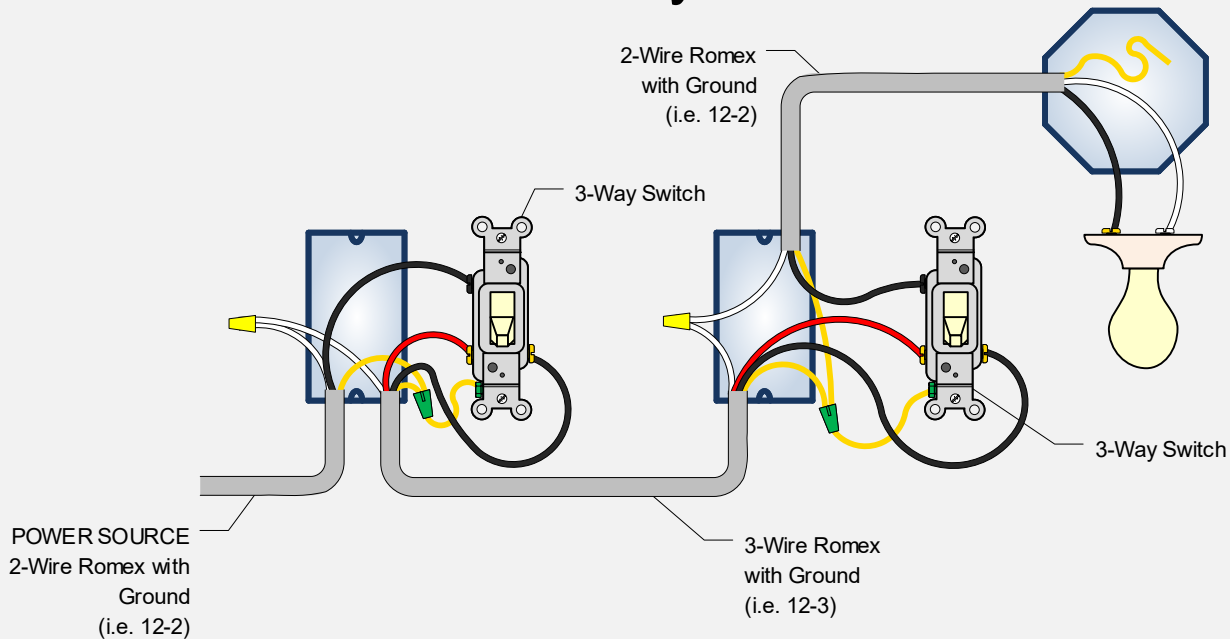 2-Wire Romex
with Ground
(i.e. 12-2)
3-Way Switch
3-Way Switch
POWER SOURCE
2-Wire Romex with
Ground
(i.e. 12-2)
3-Wire Romex
with Ground
(i.e. 12-3)